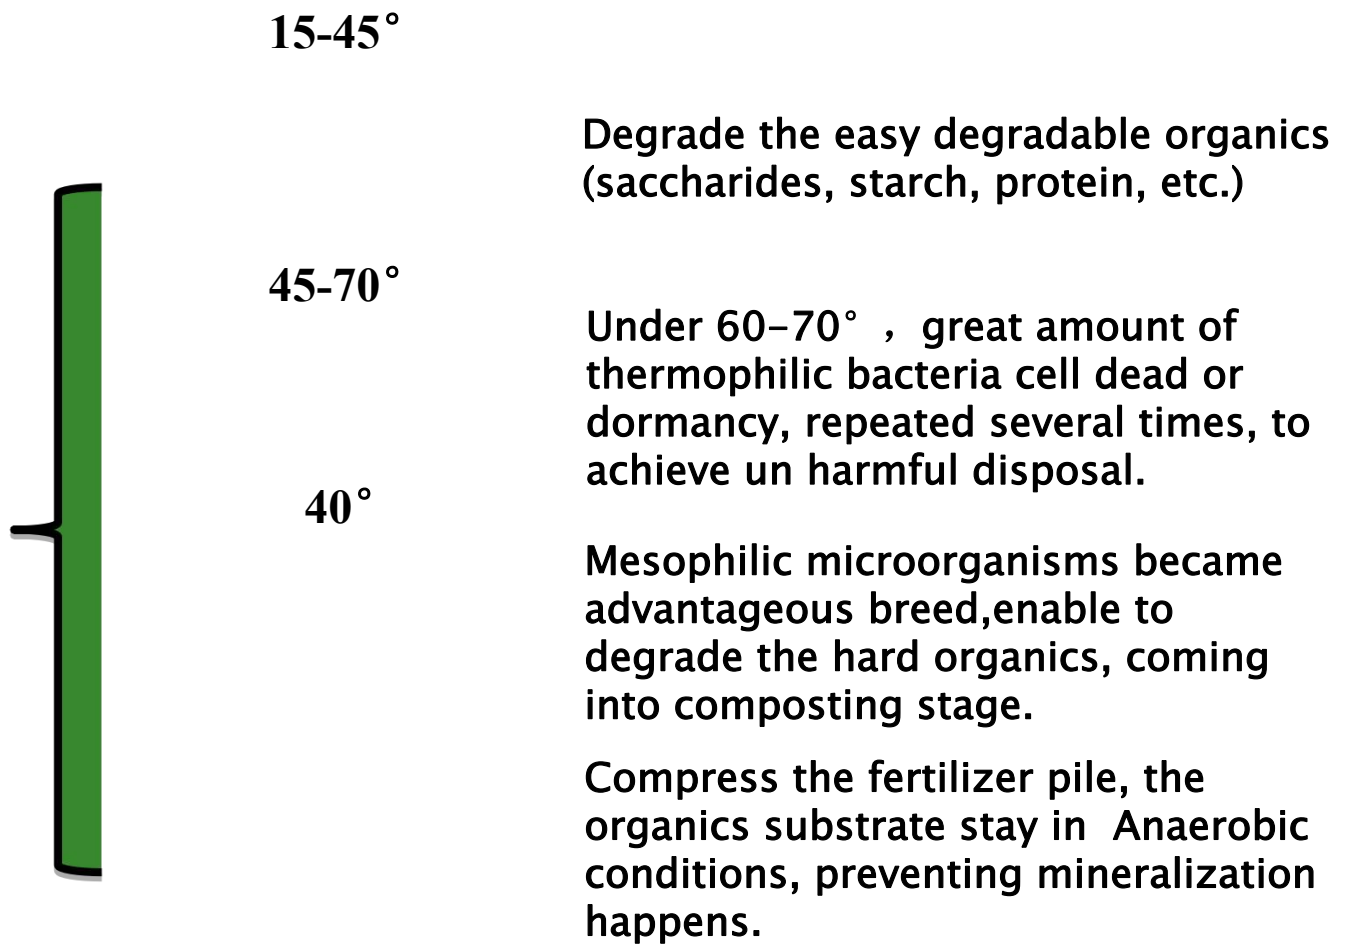 15-45°
Degrade the easy degradable organics
(saccharides, starch, protein, etc.)
45-70°
Under 60-70° ，great amount of
thermophilic bacteria cell dead or
dormancy, repeated several times, to
achieve un harmful disposal.
40°
Mesophilic microorganisms became
advantageous breed,enable to
degrade the hard organics, coming
into composting stage.
Compress the fertilizer pile, the
organics substrate stay in  Anaerobic
conditions, preventing mineralization
happens.